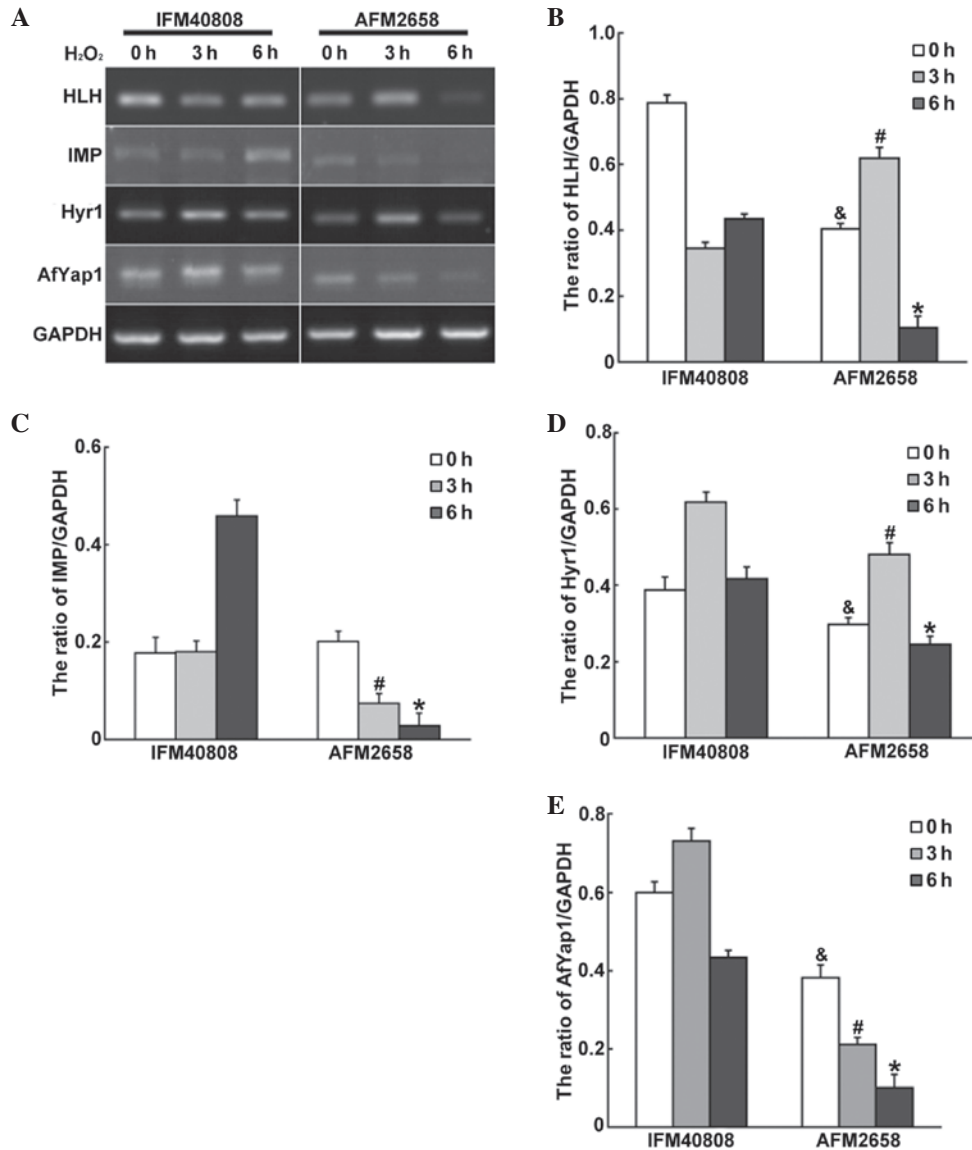 A
IFM40808 AFM2658
H₂O₂ 0 h 3 h 6 h 0 h 3 h 6 h
HLH
IMP
Hyr1
AfYap1
GAPDH
B
The ratio of HLH/GAPDH
1.0
0.8
0.6
0.4
0.2
0
0 h
3 h
6 h
&
#
*
IFM40808 AFM2658
C
The ratio of IMP/GAPDH
0.6
0.4
0.2
0
0 h
3 h
6 h
#
*
IFM40808 AFM2658
D
The ratio of Hyr1/GAPDH
0.8
0.6
0.4
0.2
0
0 h
3 h
6 h
&
#
*
IFM40808 AFM2658
E
The ratio of AfYap1/GAPDH
0.8
0.6
0.4
0.2
0
0 h
3 h
6 h
&
#
*
IFM40808 AFM2658